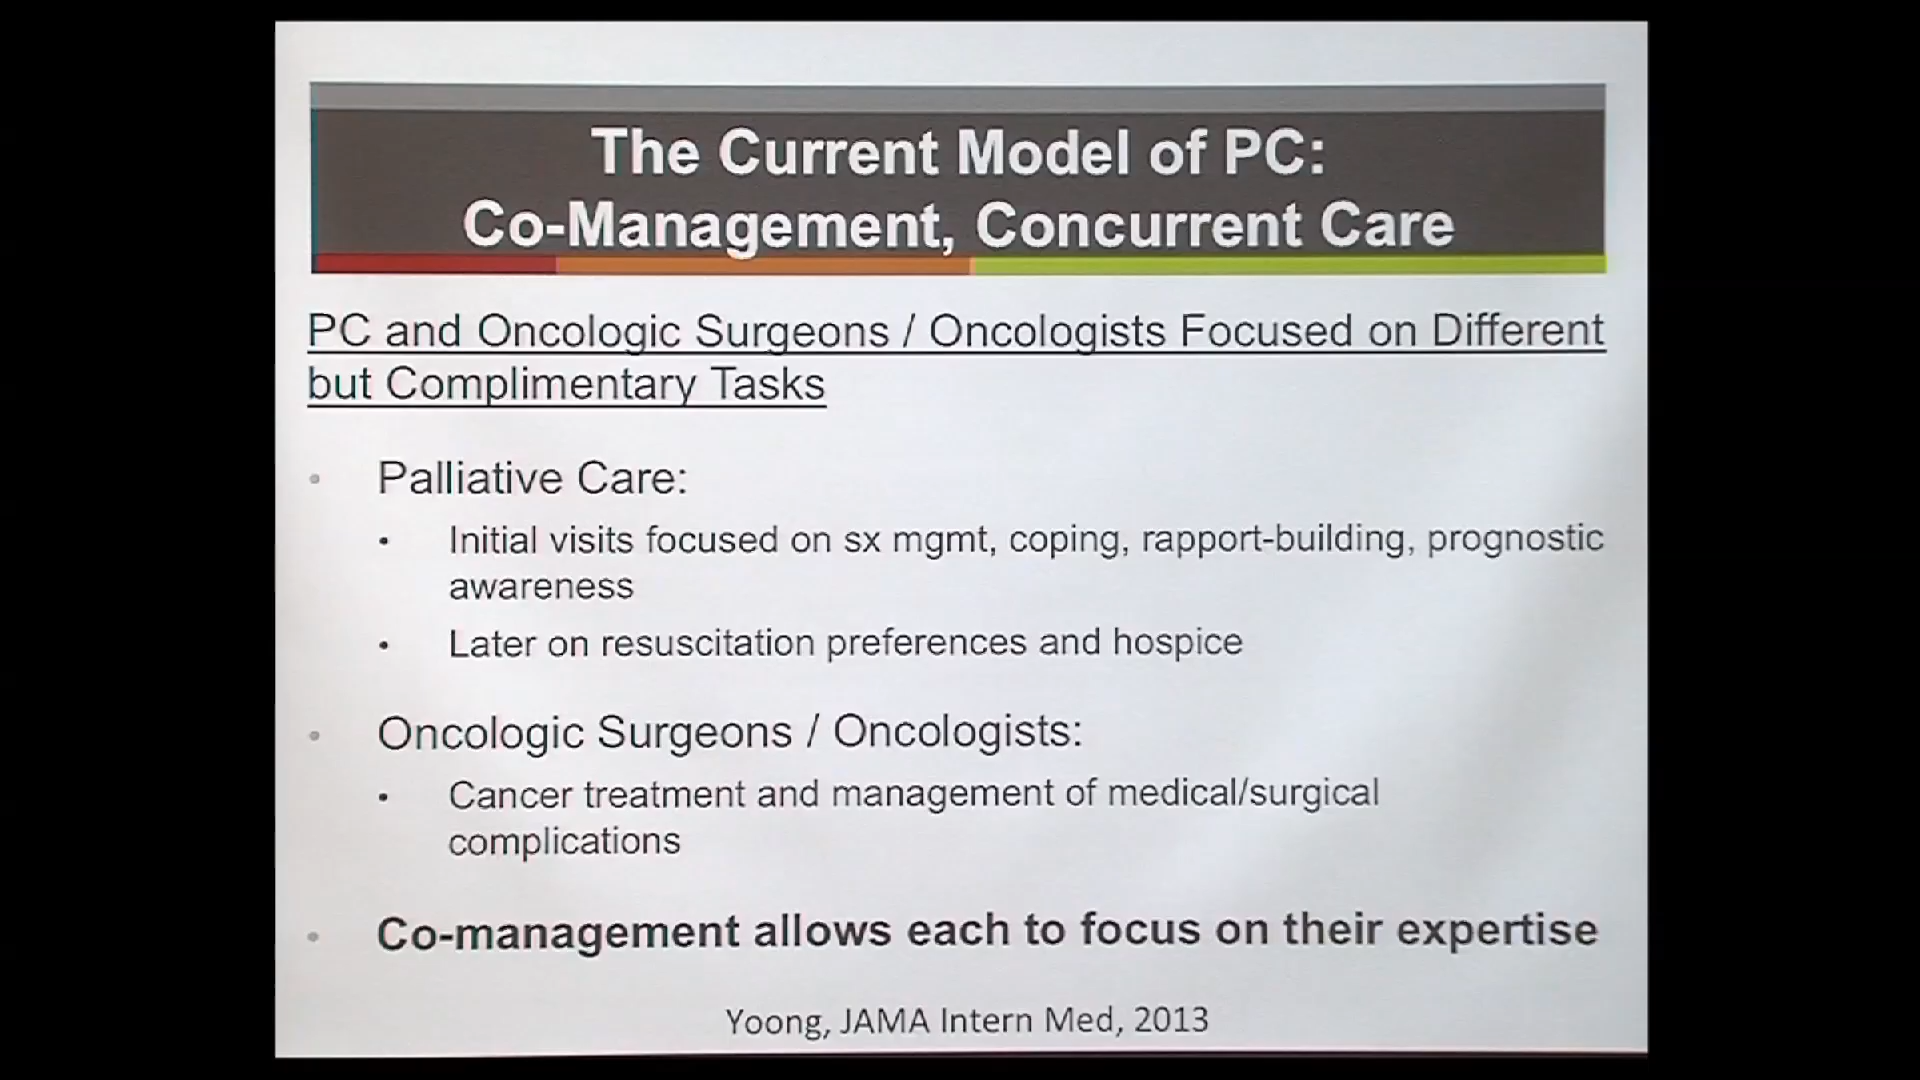 The Current Model of PC:
Co-Management, Concurrent Care
PC and Oncologic Surgeons / Oncologists Focused on Different
but Complimentary Tasks
• Palliative Care:
• Initial visits focused on sx mgmt, coping, rapport-building, prognostic
awareness
• Later on resuscitation preferences and hospice
• Oncologic Surgeons / Oncologists:
• Cancer treatment and management of medical/surgical
complications
• Co-management allows each to focus on their expertise
Yoong, JAMA Intern Med, 2013